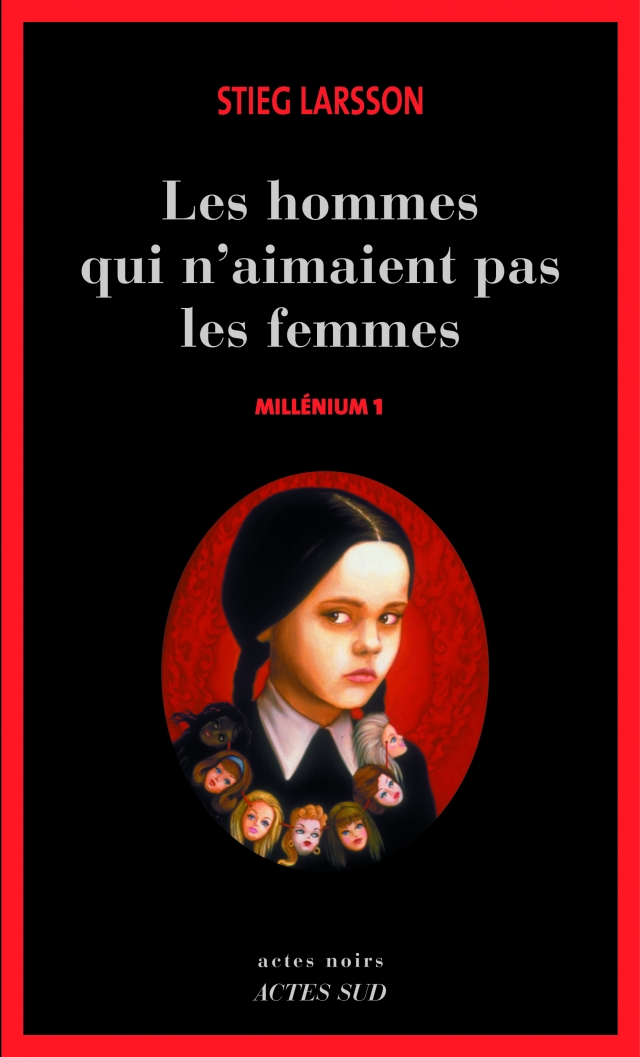 STIEG LARSSON
Les hommes
qui n'aimaient pas
les femmes
MILLÉNIUM 1
actes noirs
ACTES SUD